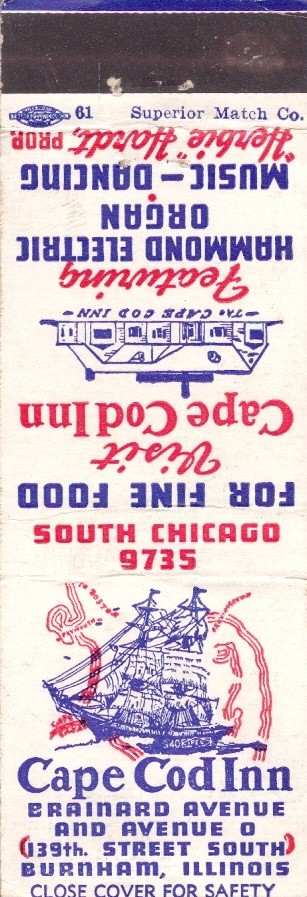 61 Superior Match Co.
FOR FINE FOOD
Visit
Cape Cod Inn
The CAPE COD INN
Featuring
HAMMOND ELECTRIC
ORGAN
MUSIC — DANCING
"Herbie" Hardt, PROP.
SOUTH CHICAGO
9735
Cape Cod Inn
BRAINARD AVENUE
AND AVENUE O
(139th. STREET SOUTH)
BURNHAM, ILLINOIS
CLOSE COVER FOR SAFETY